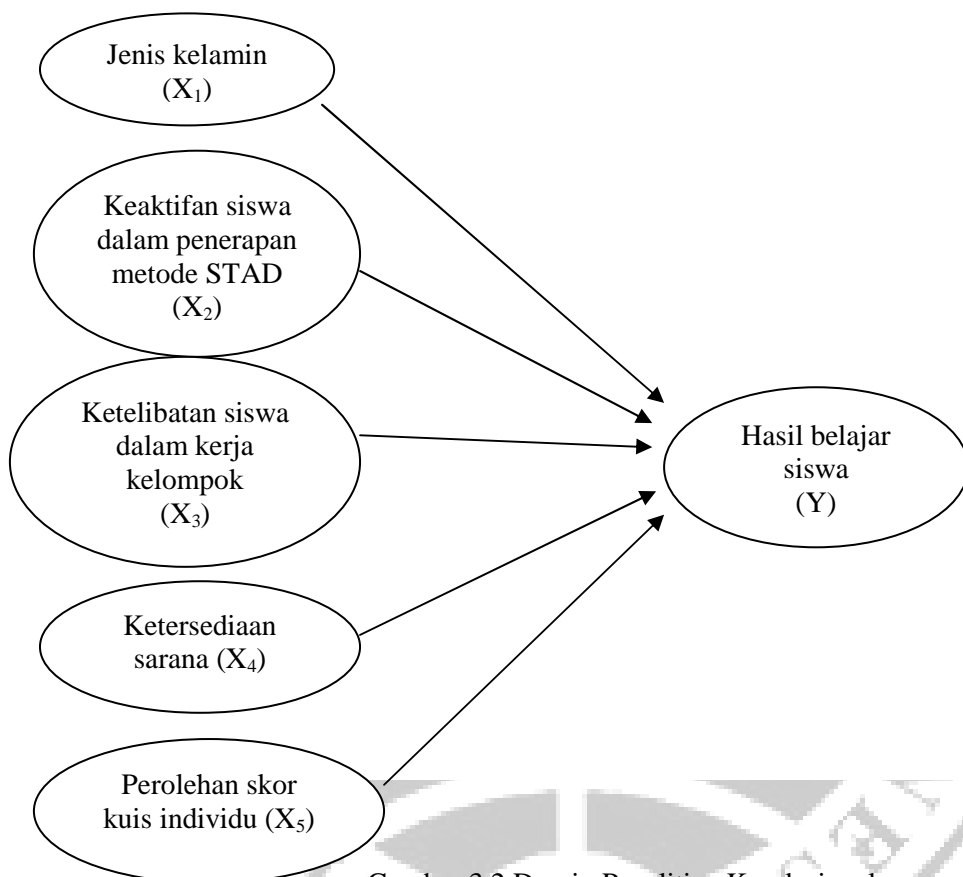 Jenis kelamin
(X₁)
Keaktifan siswa
dalam penerapan
metode STAD
(X₂)
Ketelibatan siswa
dalam kerja
kelompok
(X₃)
Ketersediaan
sarana (X₄)
Perolehan skor
kuis individu (X₅)
Hasil belajar
siswa
(Y)